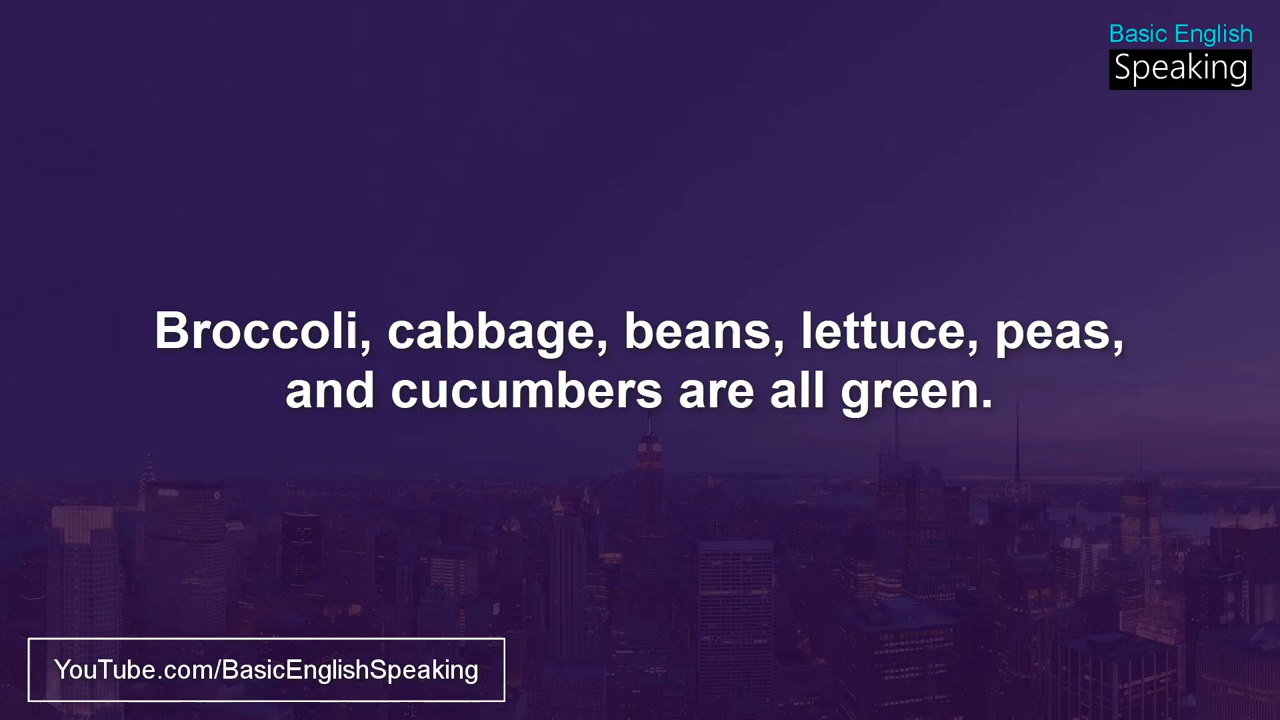 Basic English
Speaking
Broccoli, cabbage, beans, lettuce, peas,
and cucumbers are all green.
YouTube.com/BasicEnglishSpeaking